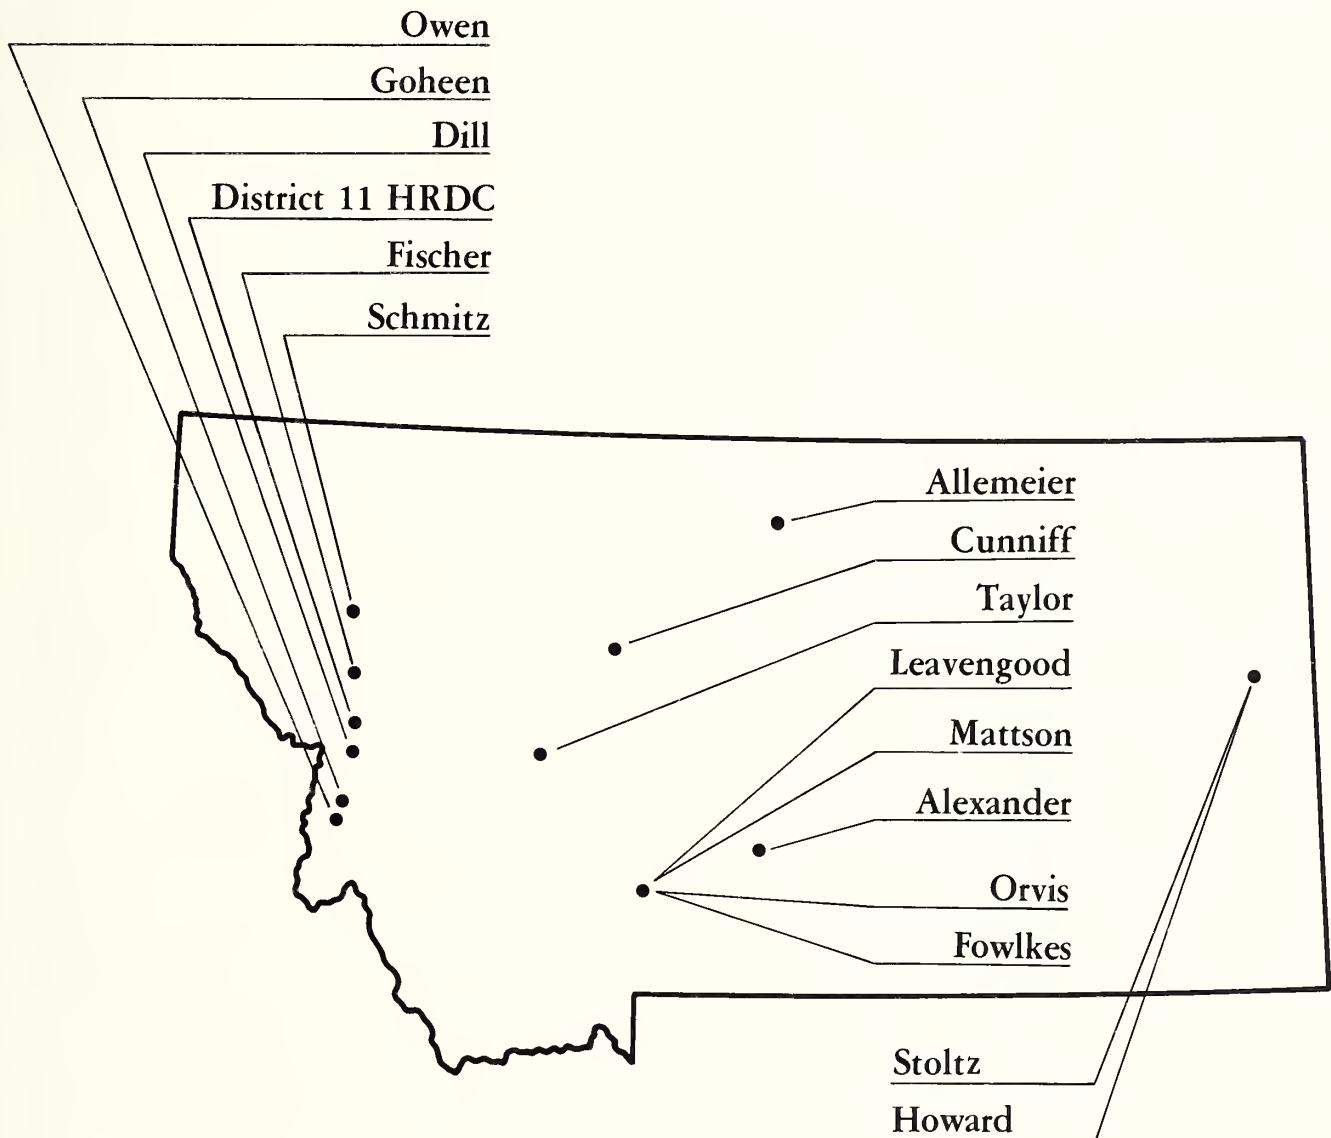 Owen
Goheen
Dill
District 11 HRDC
Fischer
Schmitz
Allemeier
Cunniff
Taylor
Leavengood
Mattson
Alexander
Orvis
Fowlkes
Stoltz
Howard